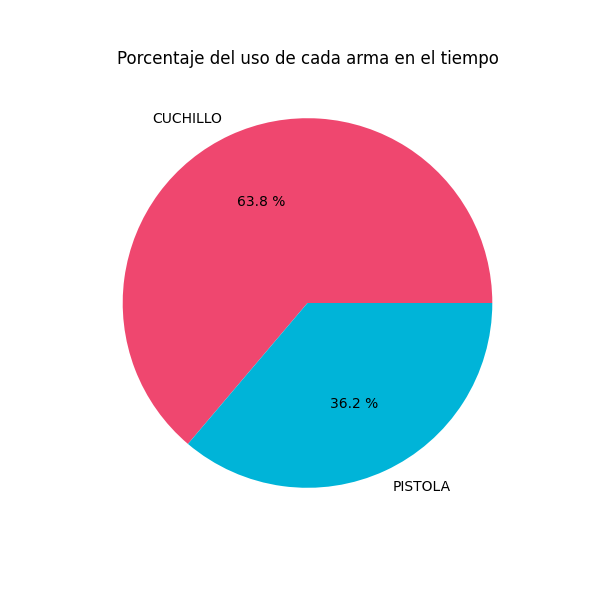 Porcentaje del uso de cada arma en el tiempo
CUCHILLO
63.8 %
36.2 %
PISTOLA